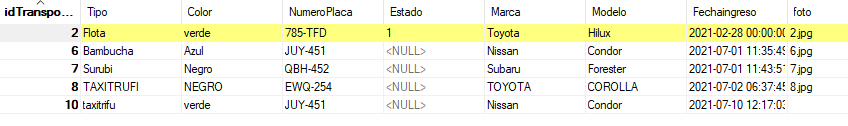 idTranspo... Tipo Color NumeroPlaca Estado Marca Modelo Fechaingreso foto
2 Flota verde 785-TFD 1 Toyota Hilux 2021-02-28 00:00:00 2.jpg
6 Bambucha Azul JUY-451 <NULL> Nissan Condor 2021-07-01 11:35:49 6.jpg
7 Surubi Negro QBH-452 <NULL> Subaru Forester 2021-07-01 11:43:51 7.jpg
8 TAXITRUFI NEGRO EWQ-254 <NULL> TOYOTA COROLLA 2021-07-02 06:37:45 8.jpg
10 taxitrifu verde JUY-451 <NULL> Nissan Condor 2021-07-10 12:17:03